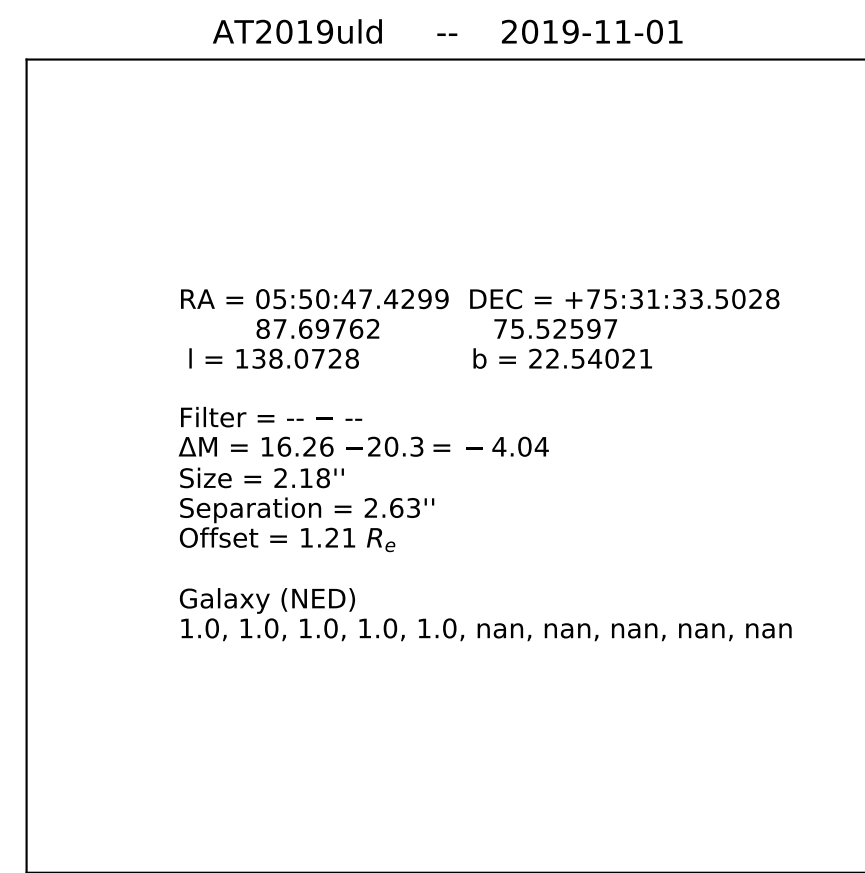 AT2019uld -- 2019-11-01
RA = 05:50:47.4299 DEC = +75:31:33.5028
87.69762 75.52597
l = 138.0728 b = 22.54021
Filter = -- − --
ΔM = 16.26 −20.3 = − 4.04
Size = 2.18''
Separation = 2.63''
Offset = 1.21 Re
Galaxy (NED)
1.0, 1.0, 1.0, 1.0, 1.0, nan, nan, nan, nan, nan